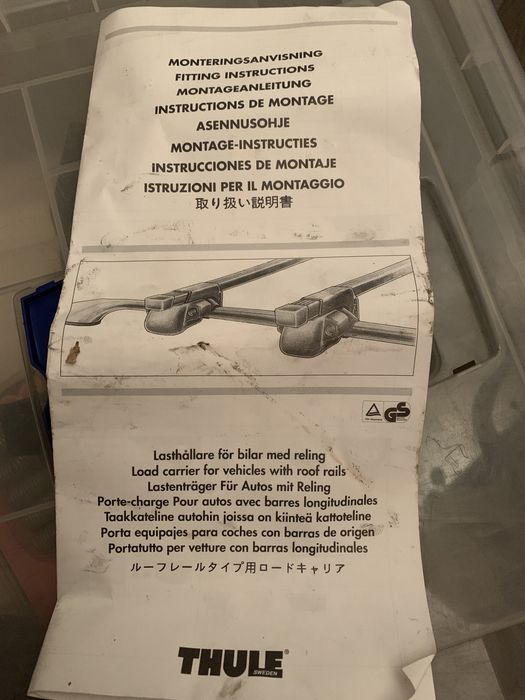 MONTERINGSANVISNING
FITTING INSTRUCTIONS
MONTAGEANLEITUNG
INSTRUCTIONS DE MONTAGE
ASENNUSOHJE
MONTAGE-INSTRUCTIES
INSTRUCCIONES DE MONTAJE
ISTRUZIONI PER IL MONTAGGIO
取り扱い説明書
GS
Lasthållare för bilar med reling
Load carrier for vehicles with roof rails
Lastenträger Für Autos mit Reling
Porte-charge Pour autos avec barres longitudinales
Taakkateline autohin joissa on kiinteä kattoteline
Porta equipajes para coches con barras de origen
Portatutto per vetture con barras longitudinales
ルーフレールタイプ用ロードキャリア
THULE®
SWEDEN